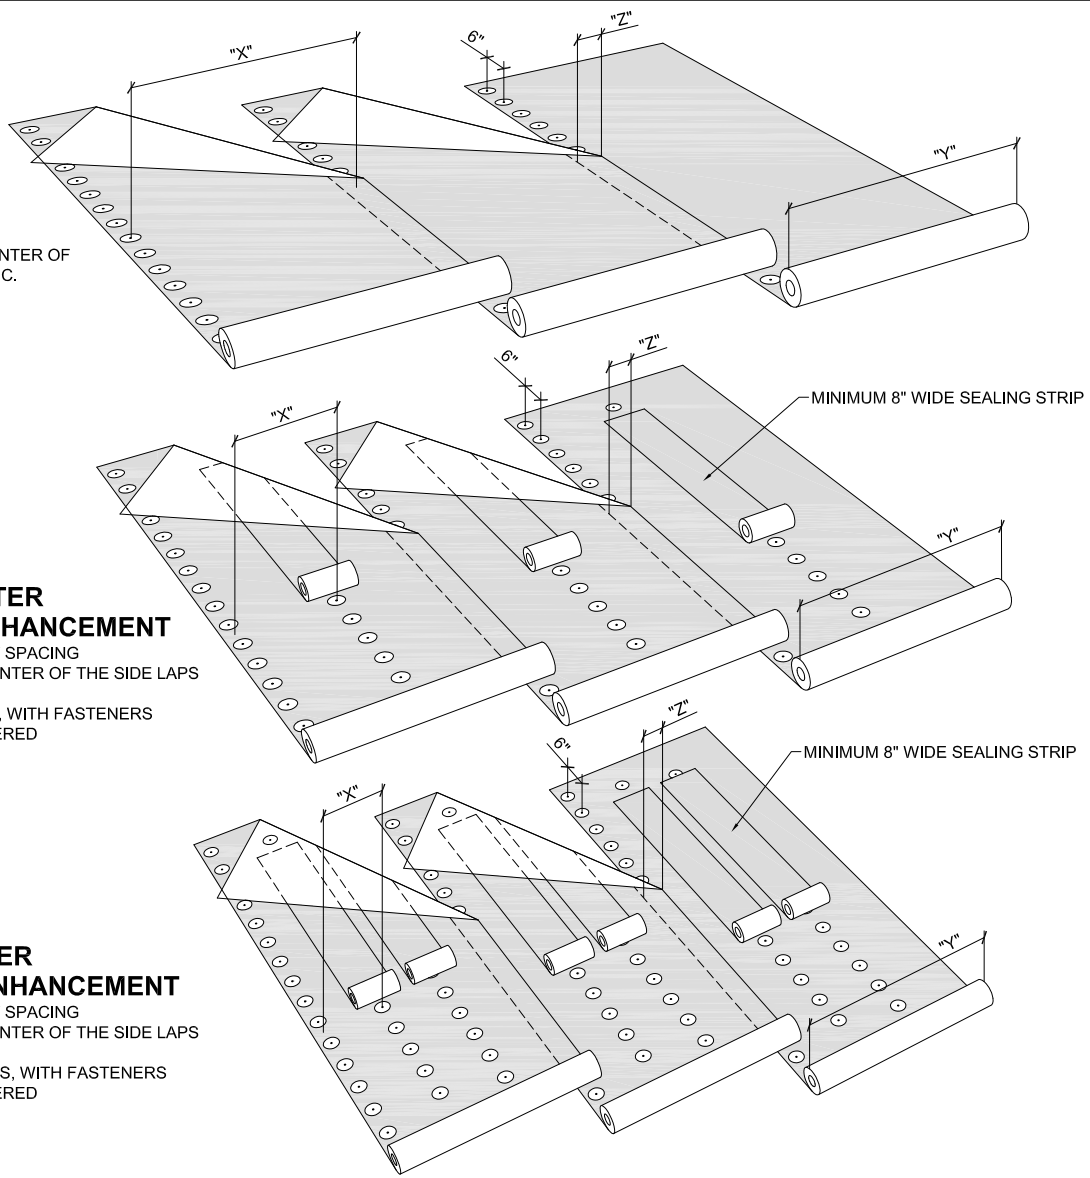 "X"
6"
"Z"
"Y"
NTER OF
C.
"X"
6"
"Z"
MINIMUM 8" WIDE SEALING STRIP
"Y"
TER
HANCEMENT
SPACING
NTER OF THE SIDE LAPS
, WITH FASTENERS
ERED
"X"
6"
"Z"
MINIMUM 8" WIDE SEALING STRIP
"Y"
ER
NHANCEMENT
SPACING
NTER OF THE SIDE LAPS
S, WITH FASTENERS
ERED